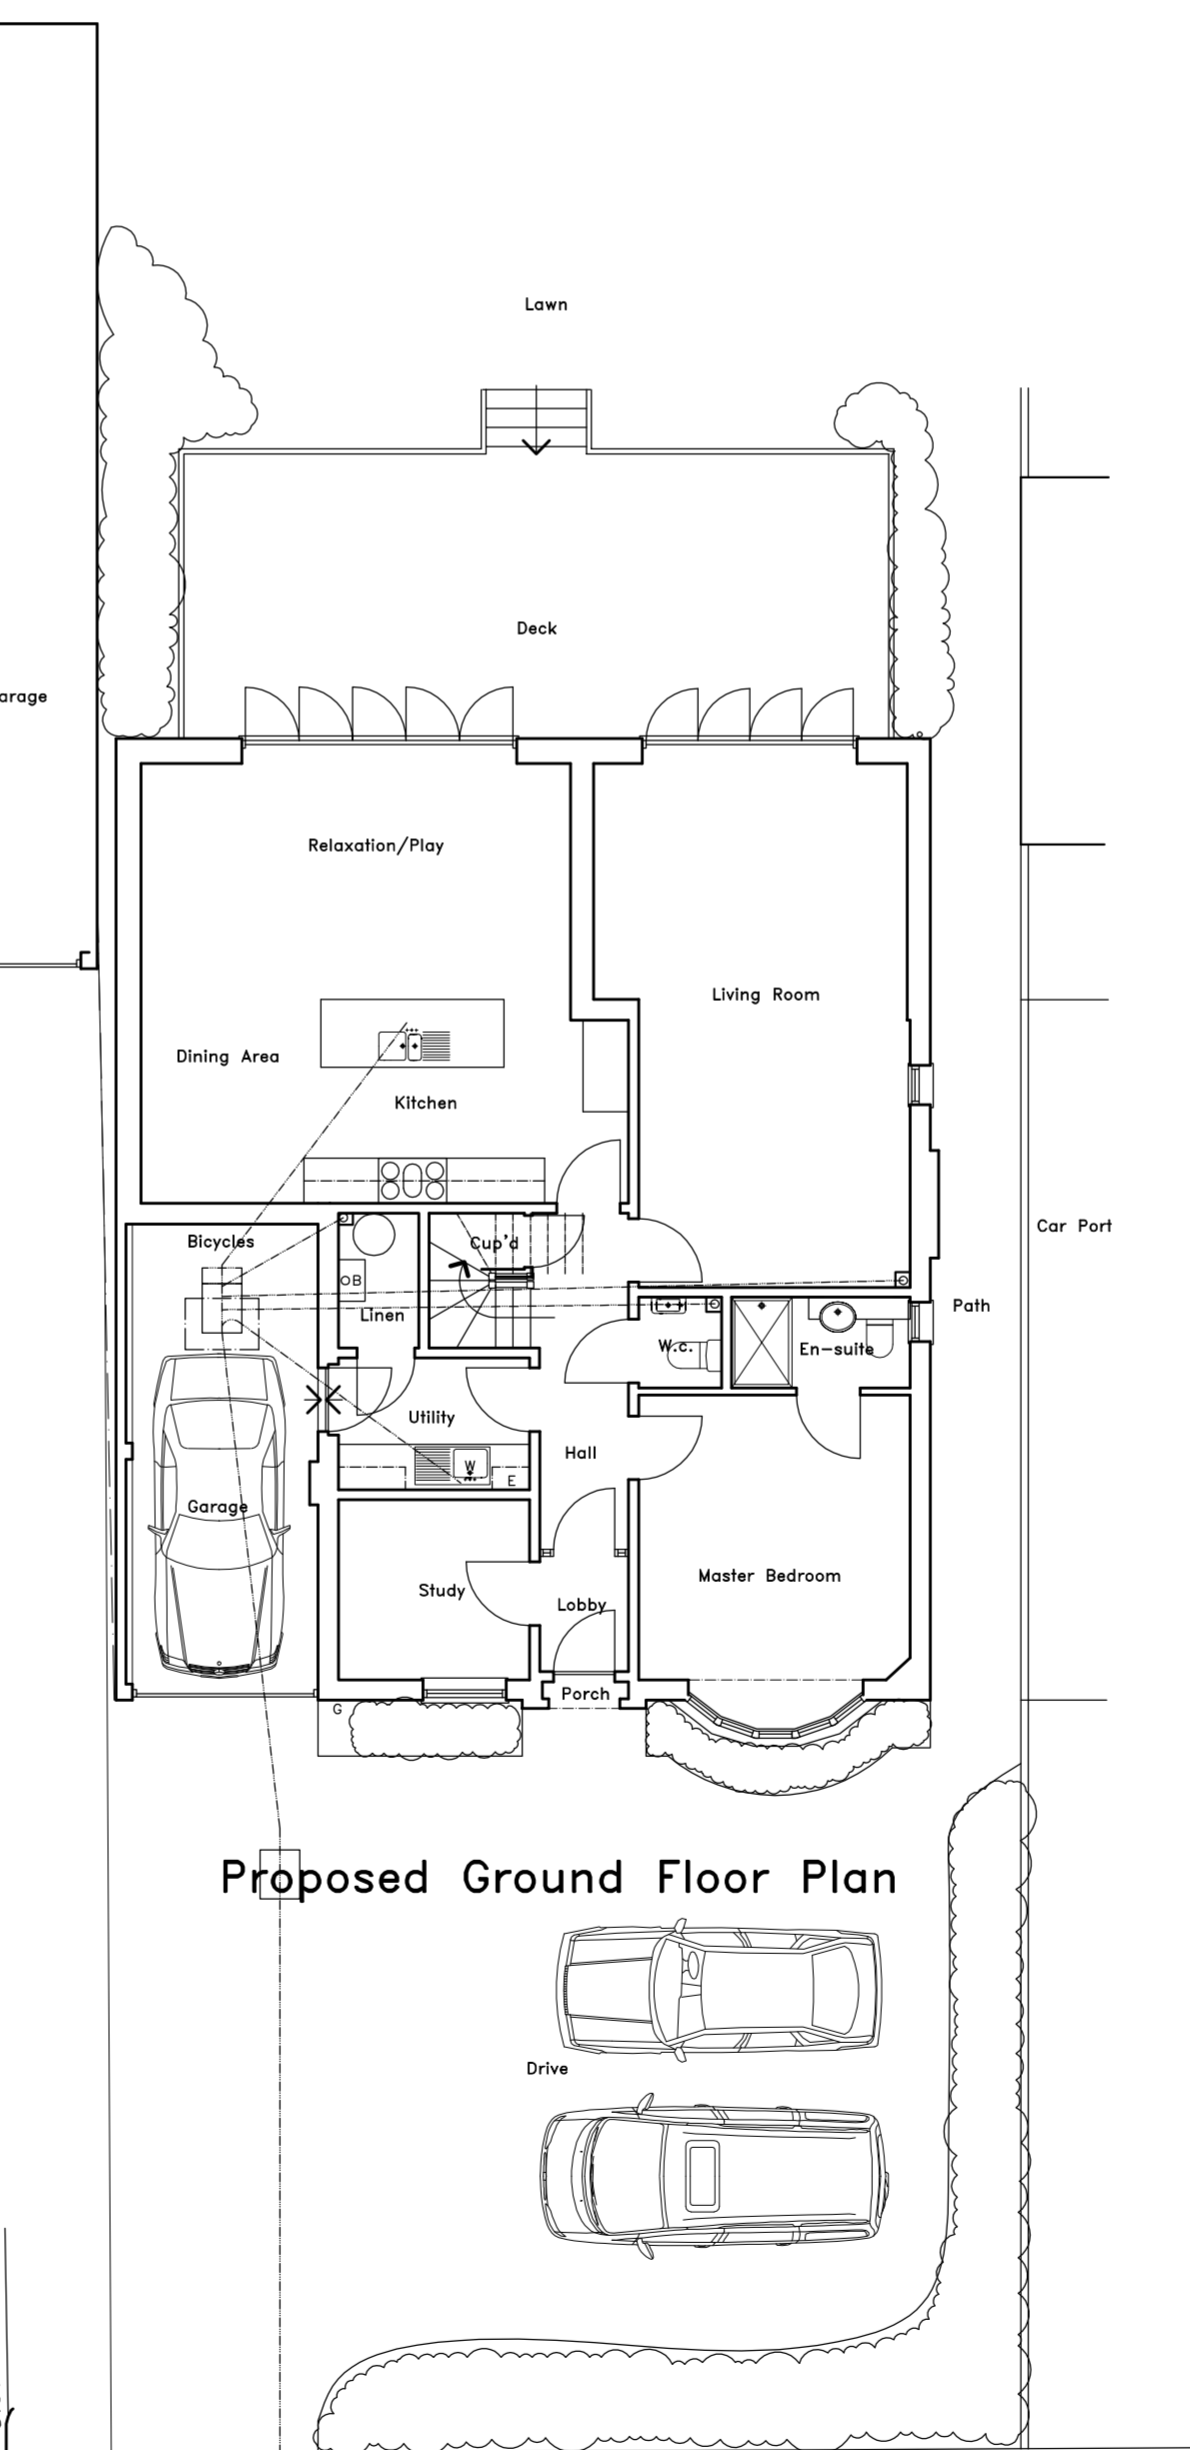 Lawn
Deck
arage
Relaxation/Play
Living Room
Dining Area
Kitchen
Car Port
Bicycles
Cup'd
OB
Path
Linen
W.c.
En-suite
Utility
Hall
W
E
Garage
Master Bedroom
Study
Lobby
Porch
G
Proposed Ground Floor Plan
Drive